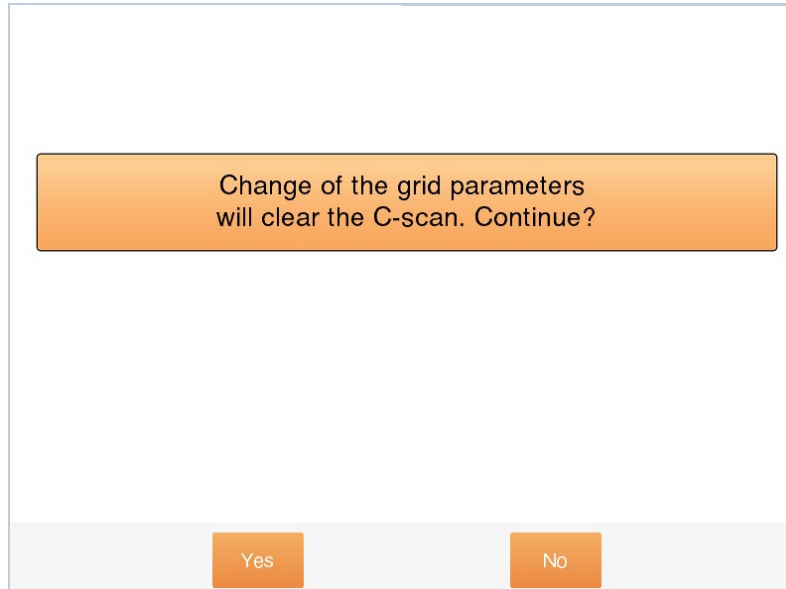 Change of the grid parameters
will clear the C-scan. Continue?
Yes
No